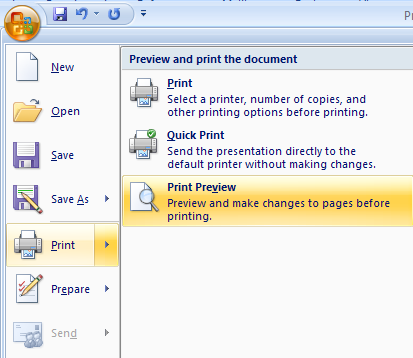 Pr
New
Open
Save
Save As
Print
Prepare
Send
Preview and print the document
Print
Select a printer, number of copies, and
other printing options before printing.
Quick Print
Send the presentation directly to the
default printer without making changes.
Print Preview
Preview and make changes to pages before
printing.